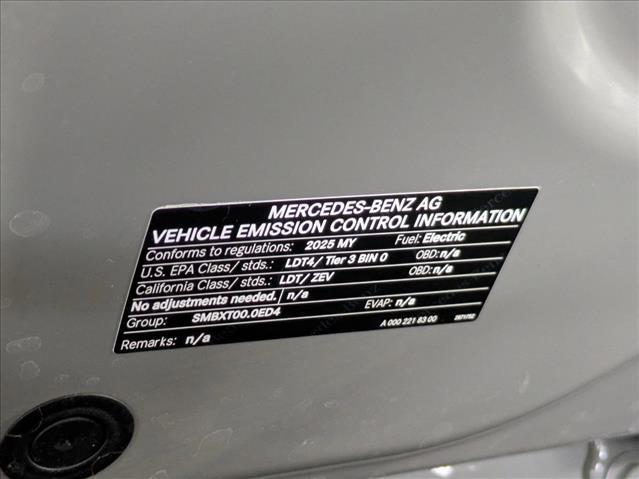 MERCEDES-BENZ AG
VEHICLE EMISSION CONTROL INFORMATION
Conforms to regulations: 2025 MY Fuel: Electric
U.S. EPA Class/ stds.: LDT4/ Tier 3 BIN 0 OBD: n/a
California Class/ stds.: LDT/ ZEV OBD: n/a
No adjustments needed. n/a
Group: SMBXT00.0ED4 EVAP: n/a
Remarks: n/a A 000 221 83 00